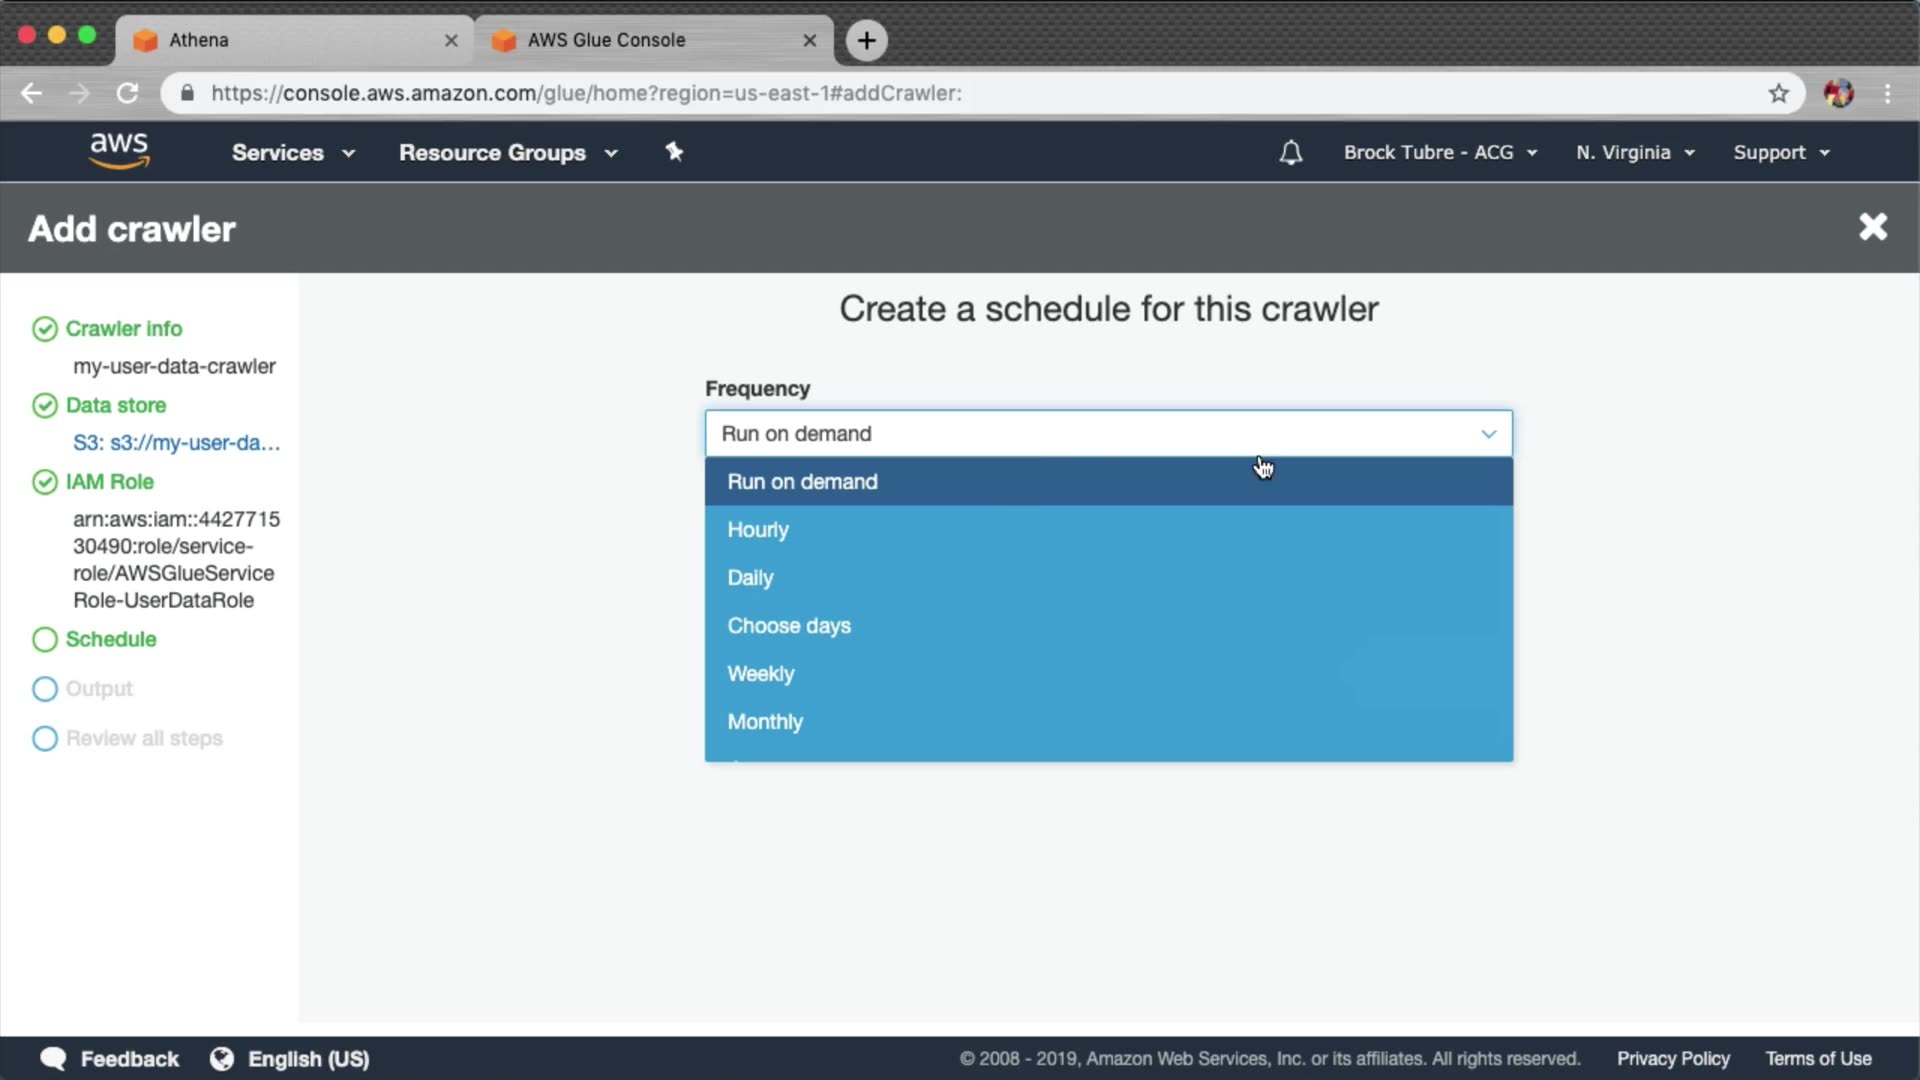 Athena
AWS Glue Console
https://console.aws.amazon.com/glue/home?region=us-east-1#addCrawler:
aws
Services
Resource Groups
Brock Tubre - ACG
N. Virginia
Support
Add crawler
Crawler info
my-user-data-crawler
Data store
S3: s3://my-user-da...
IAM Role
arn:aws:iam::4427715
30490:role/service-
role/AWSGlueService
Role-UserDataRole
Schedule
Output
Review all steps
Create a schedule for this crawler
Frequency
Run on demand
Run on demand
Hourly
Daily
Choose days
Weekly
Monthly
Feedback
English (US)
© 2008 - 2019, Amazon Web Services, Inc. or its affiliates. All rights reserved.
Privacy Policy
Terms of Use